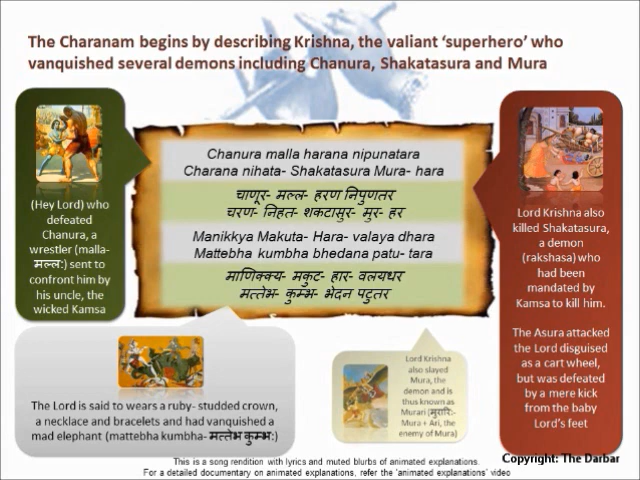 The Charanam begins by describing Krishna, the valiant ‘superhero’ who
vanquished several demons including Chanura, Shakatasura and Mura
(Hey Lord) who
defeated
Chanura, a
wrestler (malla-
मल्ल:) sent to
confront him by
his uncle, the
wicked Kamsa
Chanura malla harana nipunatara
Charana nihata- Shakatasura Mura- hara
चाणूर- मल्ल- हरण निपुणतर
चरण- निहत- शकटासुर- मुर- हर
Manikkya Makuta- Hara- valaya dhara
Mattebha kumbha bhedana patu- tara
माणिक्क्य- मकुट- हार- वलयधर
मत्तेभ- कुम्भ- भेदन पटुतर
Lord Krishna also
killed Shakatasura,
a demon
(rakshasa) who
had been
mandated by
Kamsa to kill him.
The Asura attacked
the Lord disguised
as a cart wheel,
but was defeated
by a mere kick
from the baby
Lord’s feet
The Lord is said to wears a ruby- studded crown,
a necklace and bracelets and had vanquished a
mad elephant (mattebha kumbha- मत्तेभ कुम्भ:)
Lord Krishna
also slayed
Mura, the
demon and is
thus known as
Murari (मुरारि:-
Mura + Ari, the
enemy of Mura)
Copyright: The Darbar
This is a song rendition with lyrics and muted blurbs of animated explanations.
For a detailed documentary on animated explanations, refer the ‘animated explanations’ video